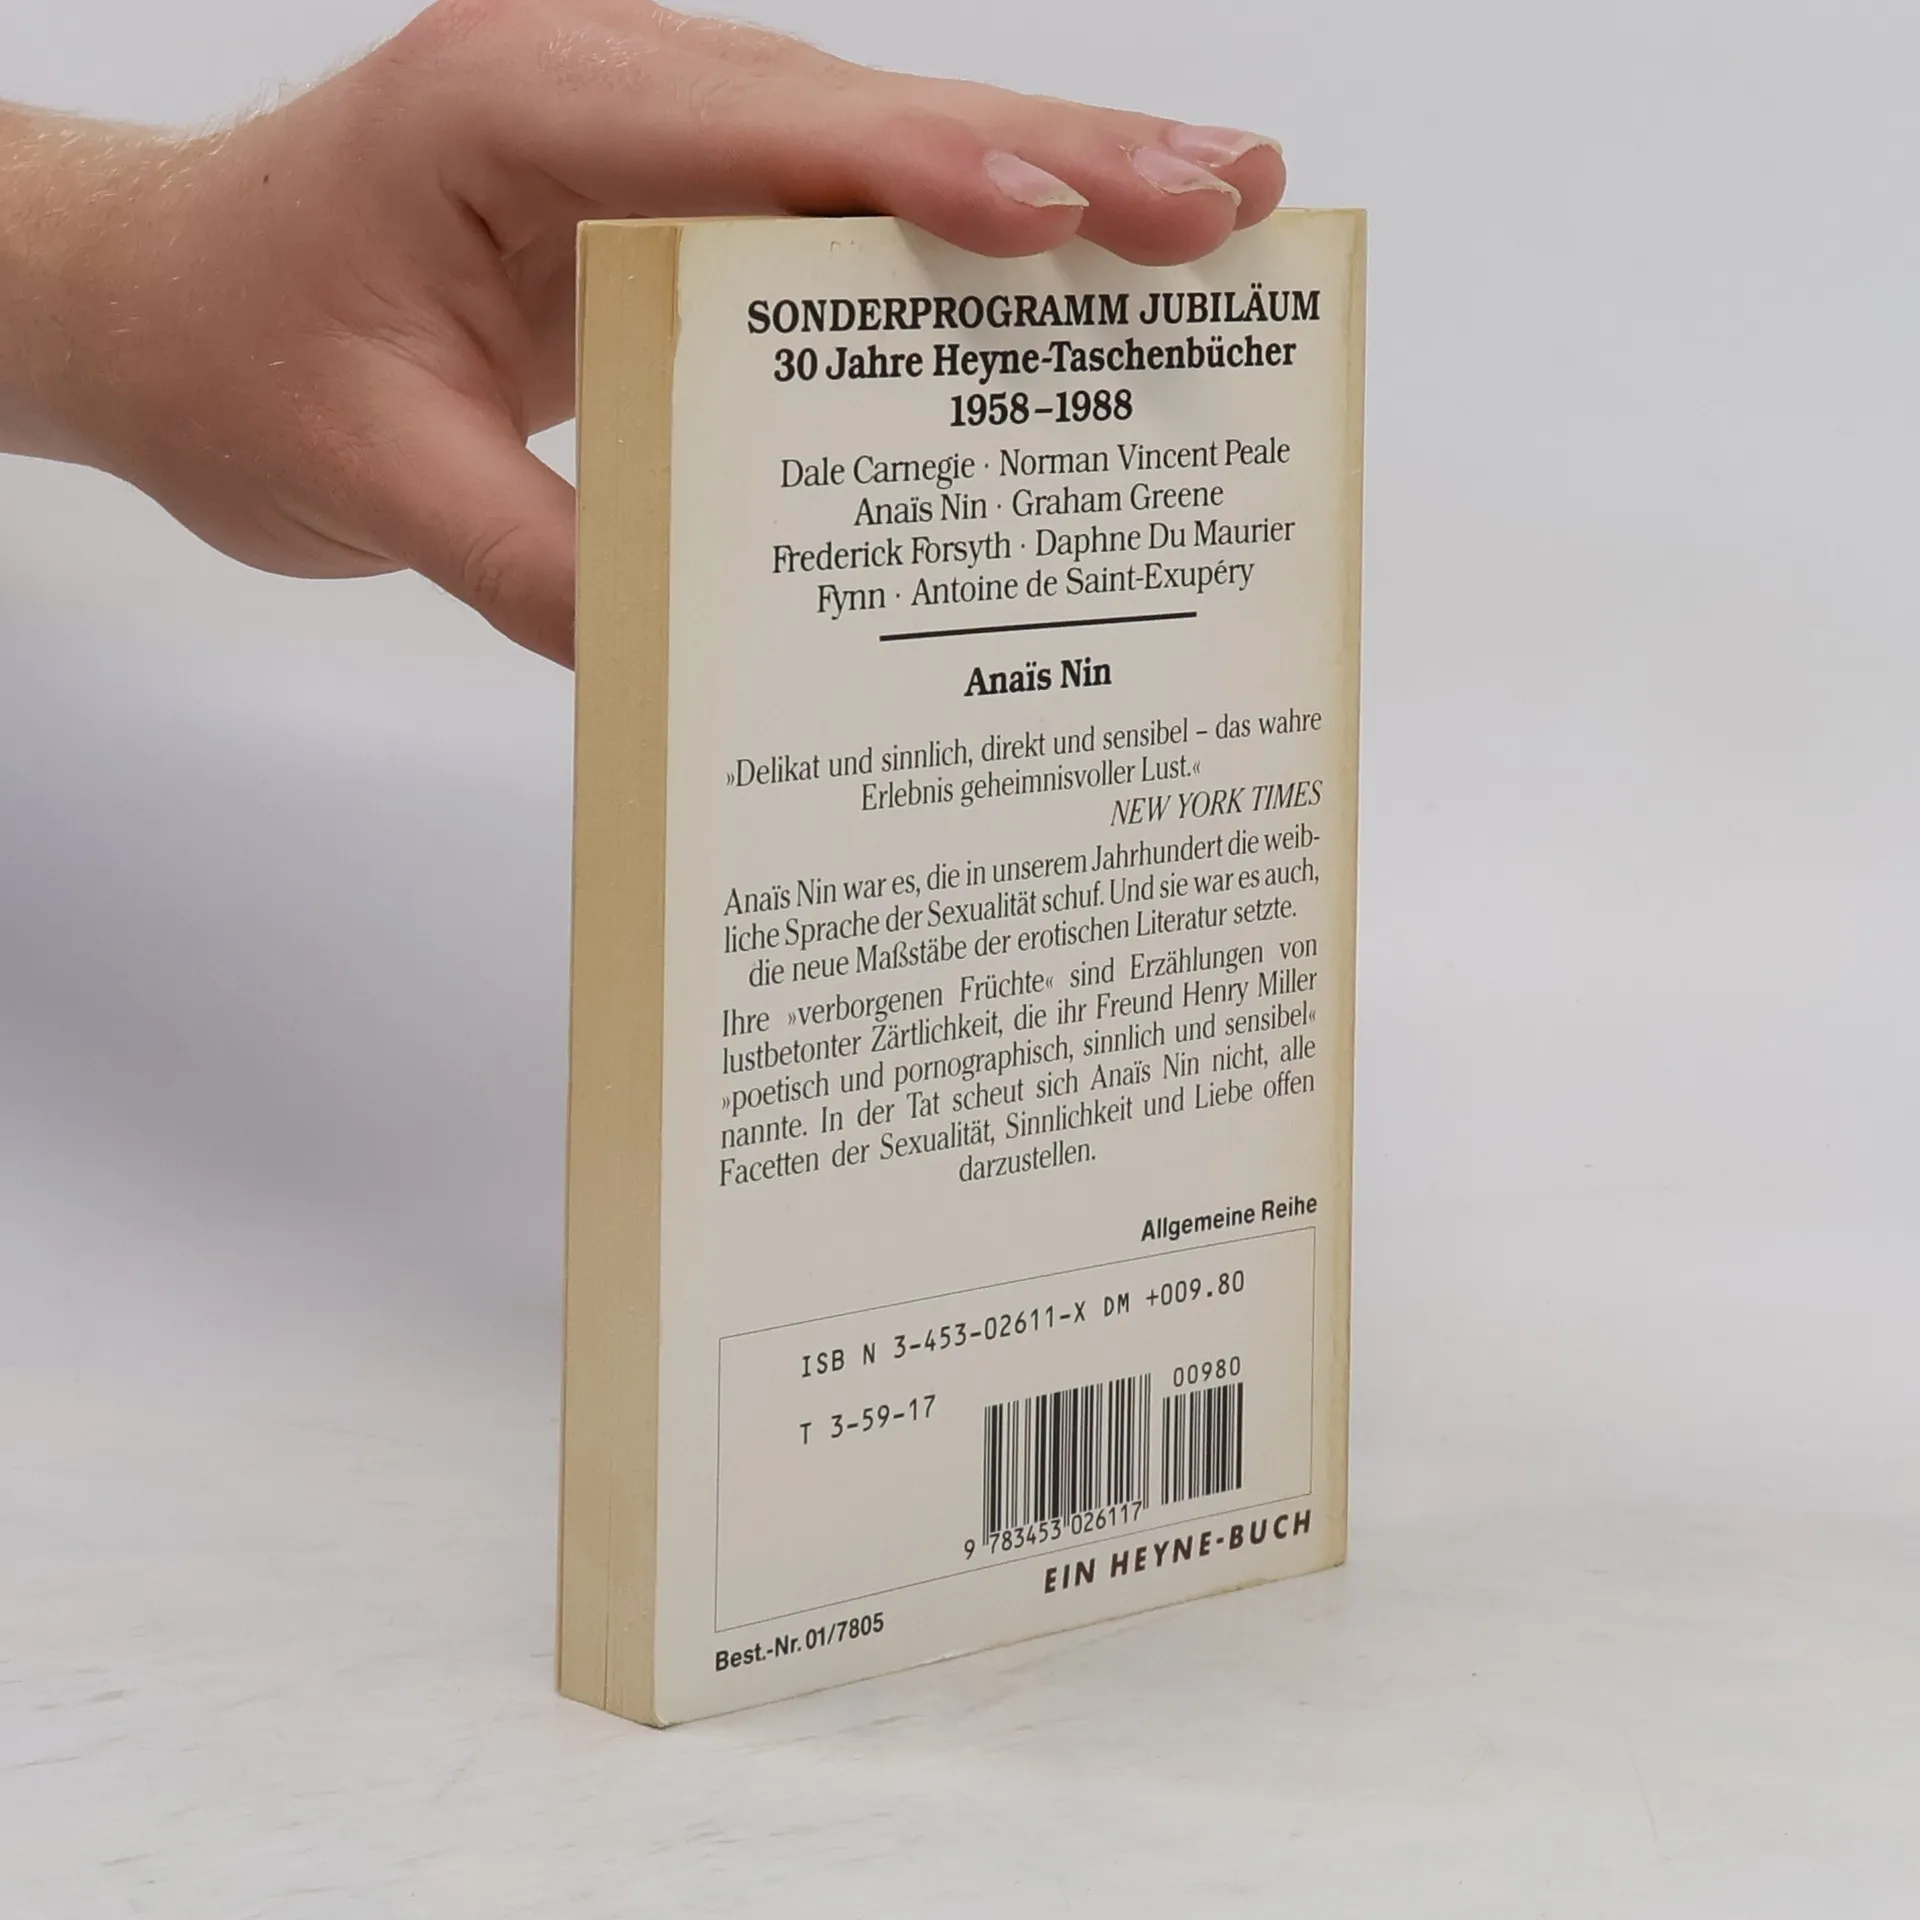 SONDERPROGRAMM JUBILÄUM
30 Jahre Heyne-Taschenbücher
1958–1988
Dale Carnegie · Norman Vincent Peale
Anaïs Nin · Graham Greene
Frederick Forsyth · Daphne Du Maurier
Fynn · Antoine de Saint-Exupéry
Anaïs Nin
»Delikat und sinnlich, direkt und sensibel – das wahre
Erlebnis geheimnisvoller Lust.«
NEW YORK TIMES
Anaïs Nin war es, die in unserem Jahrhundert die weib-
liche Sprache der Sexualität schuf. Und sie war es auch,
die neue Maßstäbe der erotischen Literatur setzte.
Ihre »verborgenen Früchte« sind Erzählungen von
lustbetonter Zärtlichkeit, die ihr Freund Henry Miller
»poetisch und pornographisch, sinnlich und sensibel«
nannte. In der Tat scheut sich Anaïs Nin nicht, alle
Facetten der Sexualität, Sinnlichkeit und Liebe offen
darzustellen.
Allgemeine Reihe
ISB N 3-453-02611-X DM +009.80
T 3-59-17
00980
9 783453 026117
EIN HEYNE-BUCH
Best.-Nr. 01/7805